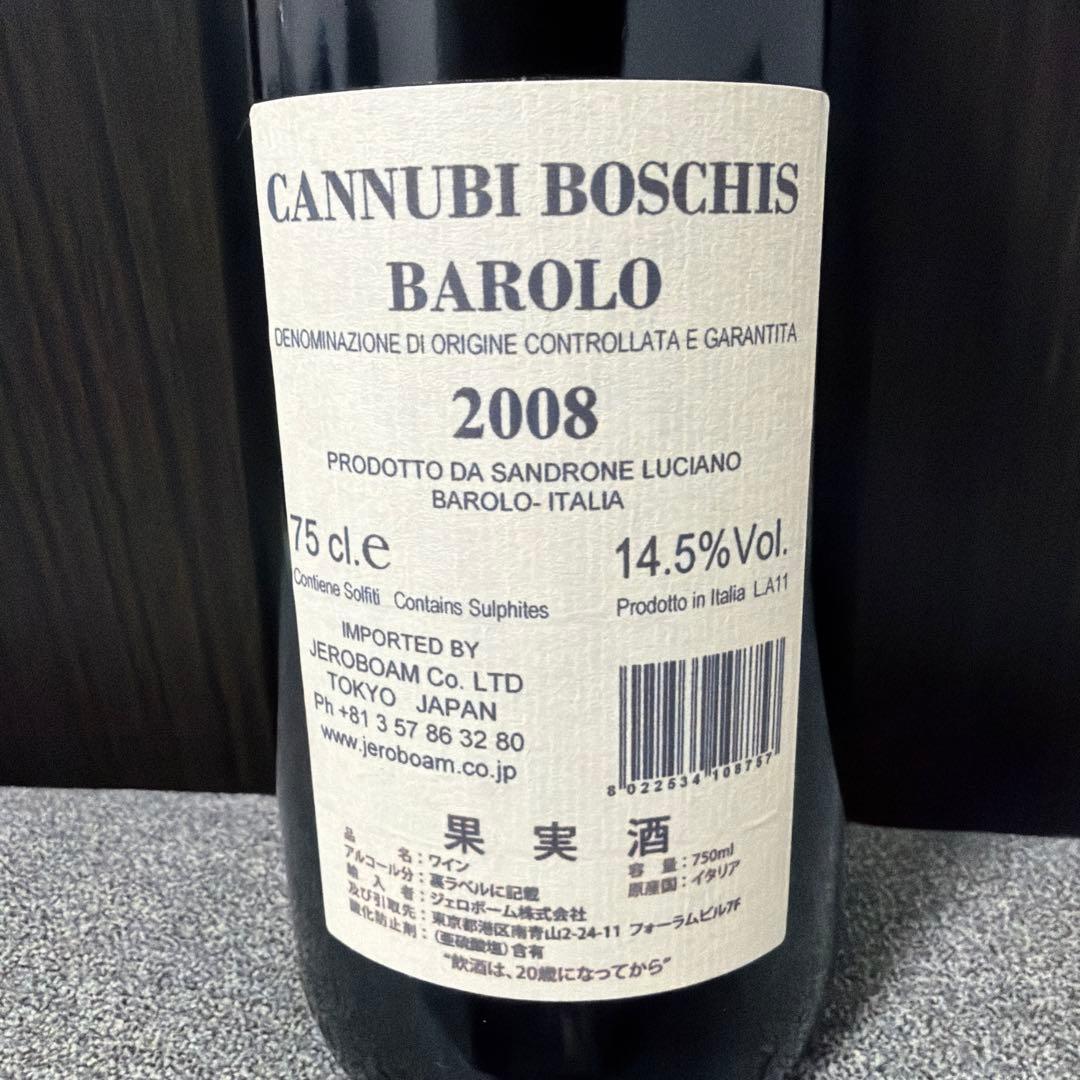 CANNUBI BOSCHIS
BAROLO
DENOMINAZIONE DI ORIGINE CONTROLLATA E GARANTITA
2008
PRODOTTO DA SANDRONE LUCIANO
BAROLO- ITALIA
75 cl.e 14.5%Vol.
Contiene Solfiti Contains Sulphites Prodotto in Italia LA11
IMPORTED BY
JEROBOAM Co. LTD
TOKYO JAPAN
Ph +81 3 57 86 32 80
www.jeroboam.co.jp
8 022534 108757
果実酒
品名：ワイン 容量：750ml
アルコール分：裏ラベルに記載 原産国：イタリア
輸入者：ジェロボーム株式会社
及び引取先：東京都港区南青山2-24-11 フォーラムビル7F
酸化防止剤：（亜硫酸塩）含有
"飲酒は、20歳になってから"